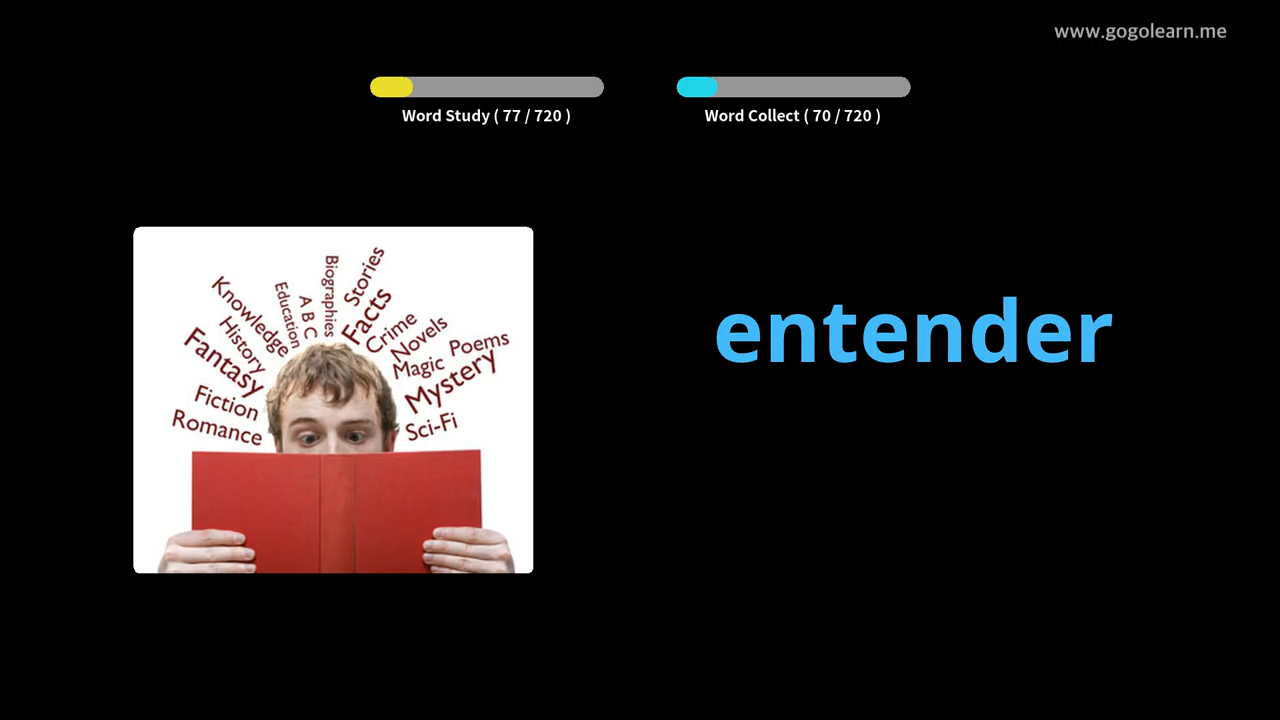 www.gogolearn.me
Word Study ( 77 / 720 )
Word Collect ( 70 / 720 )
Biographies
Stories
Education
A B C
Facts
Knowledge
Crime
History
Novels
Fantasy
Magic
Poems
Mystery
Fiction
Romance
Sci-Fi
entender